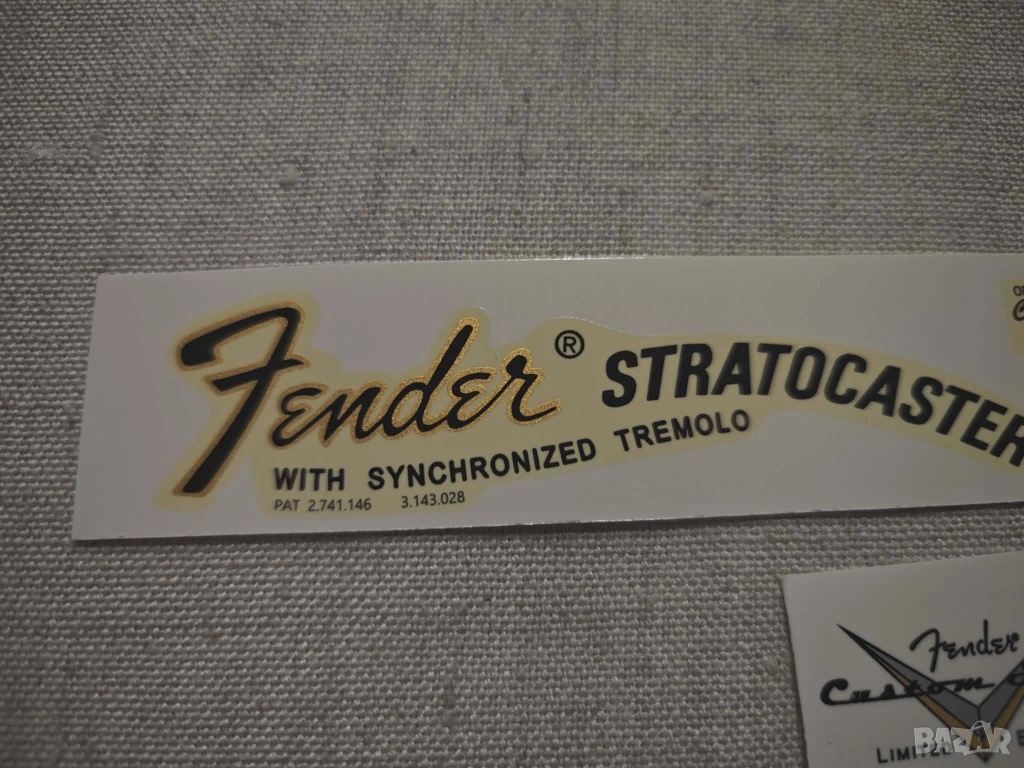 Fender ® STRATOCASTER
WITH SYNCHRONIZED TREMOLO
PAT 2.741.146 3.143.028
Fender
Custom
LIMITED
BAZAR